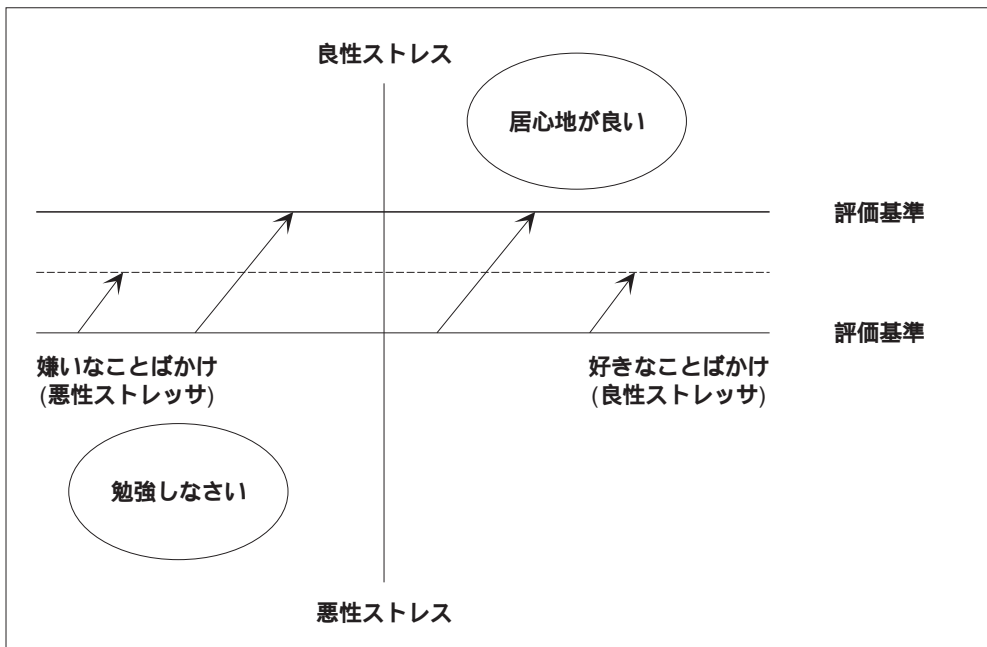 良性ストレス
居心地が良い
評価基準
評価基準
嫌いなことばかけ
(悪性ストレッサ)
好きなことばかけ
(良性ストレッサ)
勉強しなさい
悪性ストレス